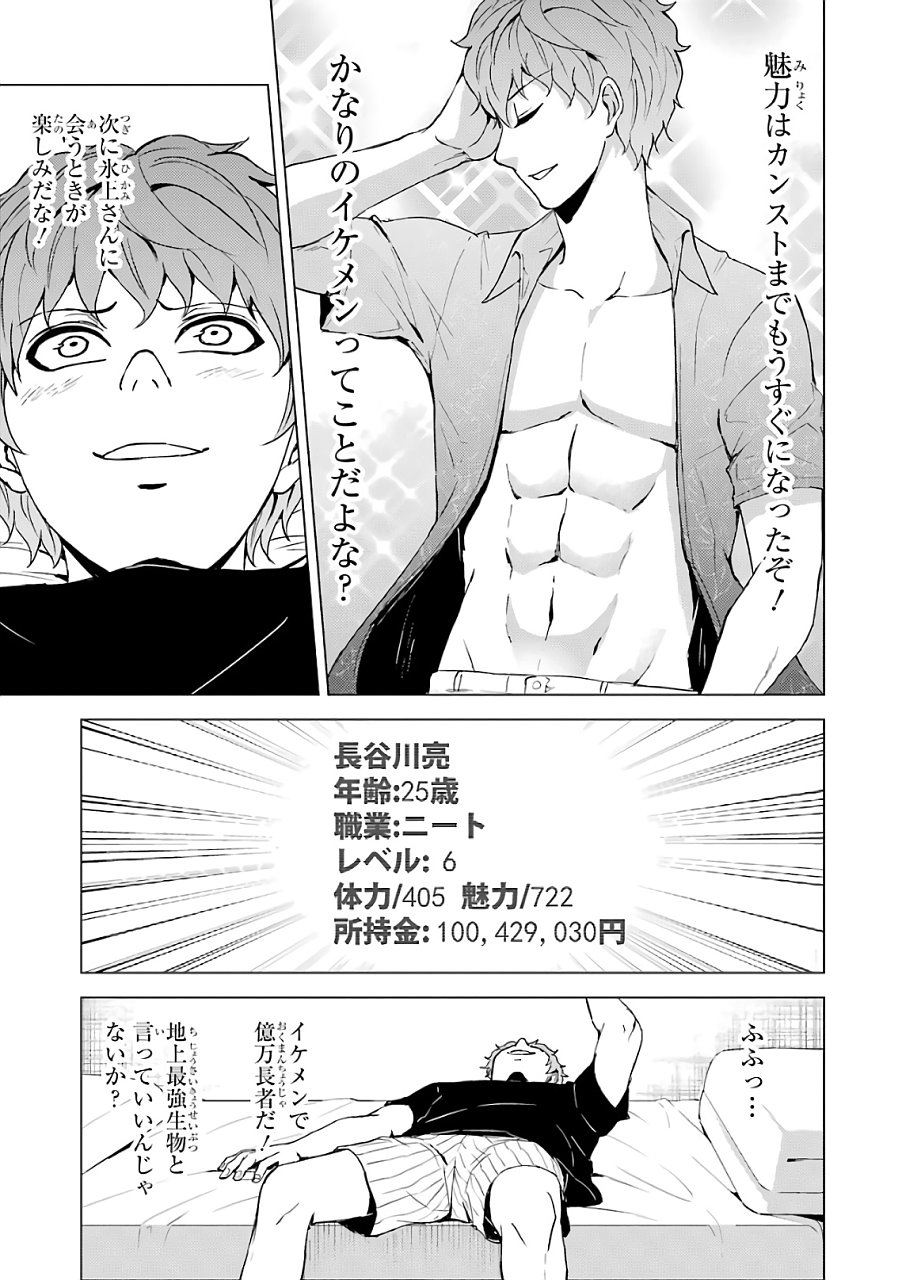 魅力はカンストまでもうすぐになったぞ！
かなりのイケメンってことだよな？
次に氷上さんに
会うときが
楽しみだな！
長谷川亮
年齢:25歳
職業:ニート
レベル: 6
体力/405 魅力/722
所持金: 100,429,030円
ふふっ…
イケメンで
億万長者だ！
地上最強生物と
言っていいんじゃ
ないか？